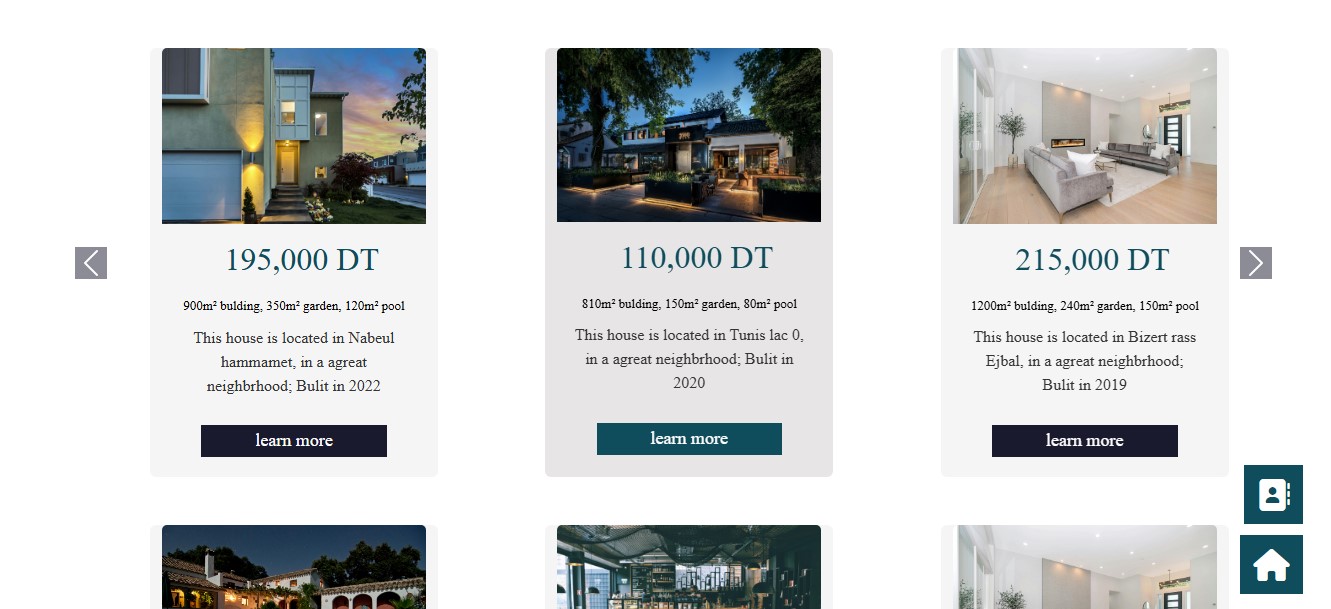 195,000 DT
900m² bulding, 350m² garden, 120m² pool
This house is located in Nabeul
hammamet, in a agreat
neighbrhood; Bulit in 2022
learn more
110,000 DT
810m² bulding, 150m² garden, 80m² pool
This house is located in Tunis lac 0,
in a agreat neighbrhood; Bulit in
2020
learn more
215,000 DT
1200m² bulding, 240m² garden, 150m² pool
This house is located in Bizert rass
Ejbal, in a agreat neighbrhood;
Bulit in 2019
learn more